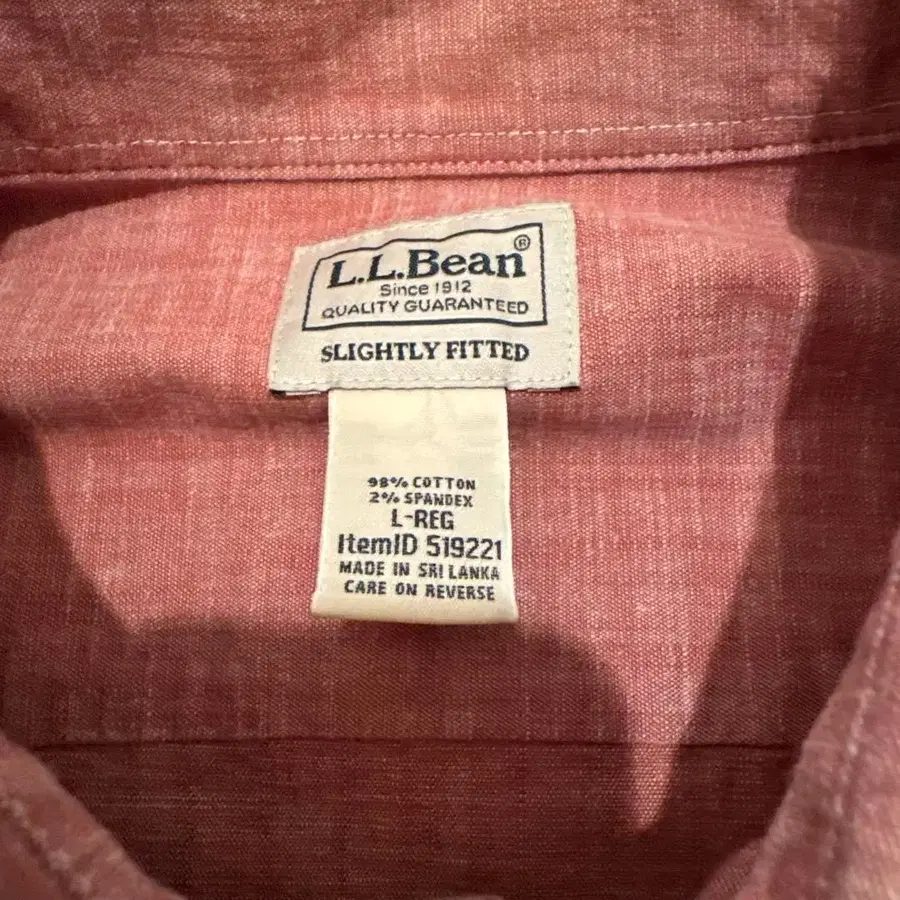 L.L.Bean®
Since 1912
QUALITY GUARANTEED
SLIGHTLY FITTED
98% COTTON
2% SPANDEX
L-REG
ItemID 519221
MADE IN SRI LANKA
CARE ON REVERSE